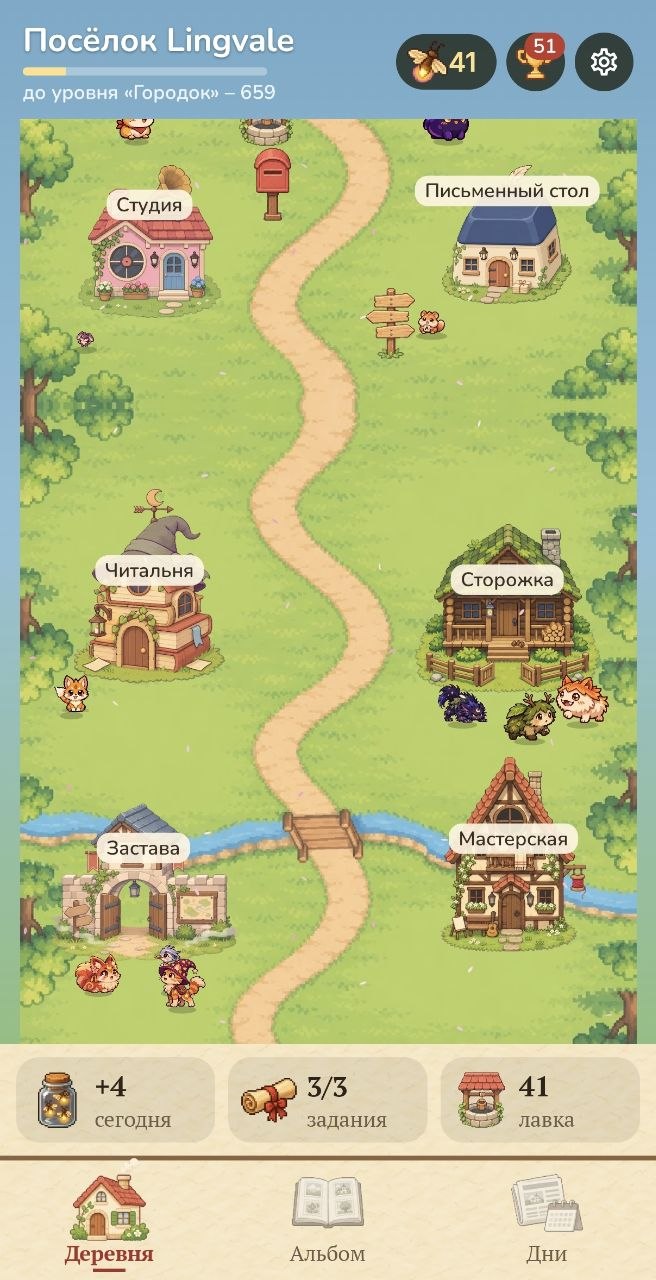 Посёлок Lingvale
до уровня «Городок» – 659
41
51
Студия
Письменный стол
Читальня
Сторожка
Застава
Мастерская
+4
сегодня
3/3
задания
41
лавка
Деревня
Альбом
Дни